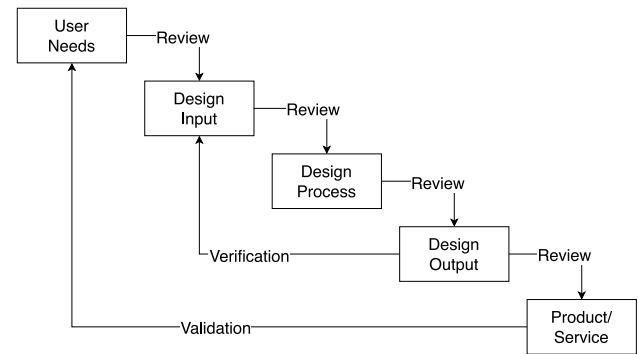 User
Needs
Review
Design
Input
Review
Design
Process
Review
Design
Output
Verification
Review
Product/
Service
Validation